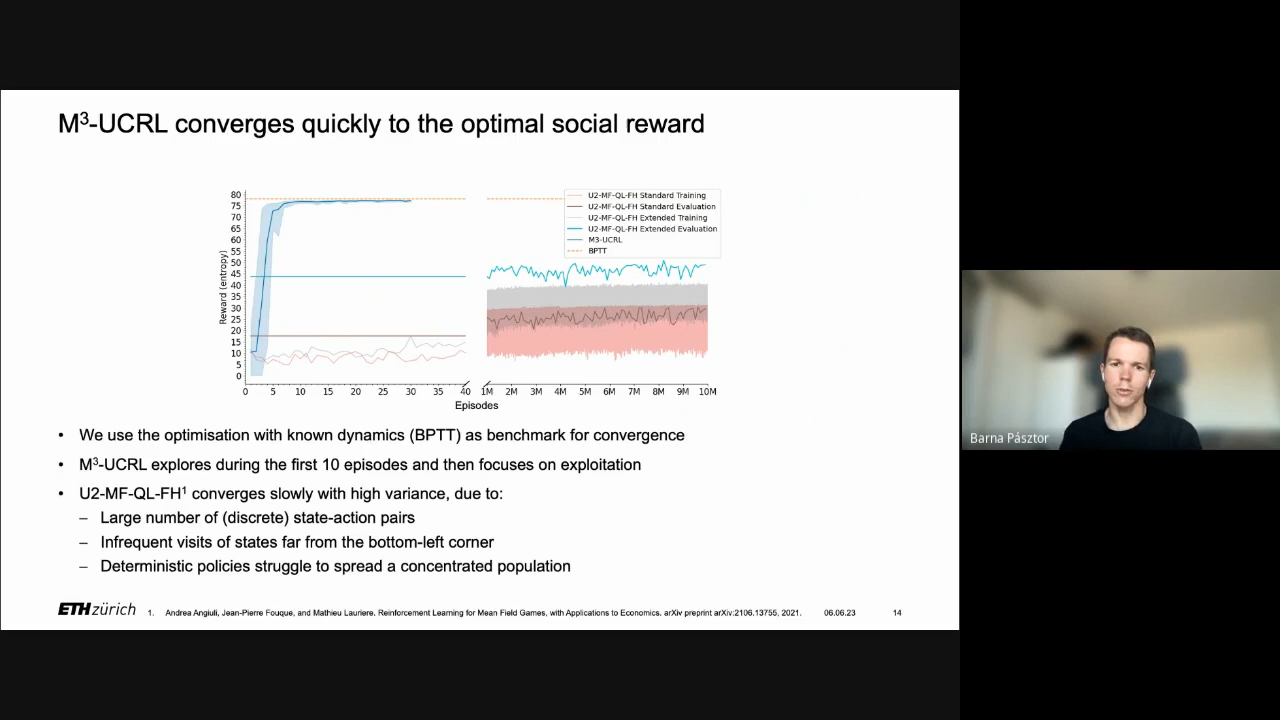 M³-UCRL converges quickly to the optimal social reward
80
75
70
65
60
55
50
45
40
35
30
25
20
15
10
5
0
Reward (entropy)
0 5 10 15 20 25 30 35 40 1M 2M 3M 4M 5M 6M 7M 8M 9M 10M
Episodes
U2-MF-QL-FH Standard Training
U2-MF-QL-FH Standard Evaluation
U2-MF-QL-FH Extended Training
U2-MF-QL-FH Extended Evaluation
M3-UCRL
BPTT
• We use the optimisation with known dynamics (BPTT) as benchmark for convergence
• M³-UCRL explores during the first 10 episodes and then focuses on exploitation
• U2-MF-QL-FH¹ converges slowly with high variance, due to:
– Large number of (discrete) state-action pairs
– Infrequent visits of states far from the bottom-left corner
– Deterministic policies struggle to spread a concentrated population
ETH zürich 1. Andrea Angiuli, Jean-Pierre Fouque, and Mathieu Lauriere. Reinforcement Learning for Mean Field Games, with Applications to Economics. arXiv preprint arXiv:2106.13755, 2021. 06.06.23 14
Barna Pásztor